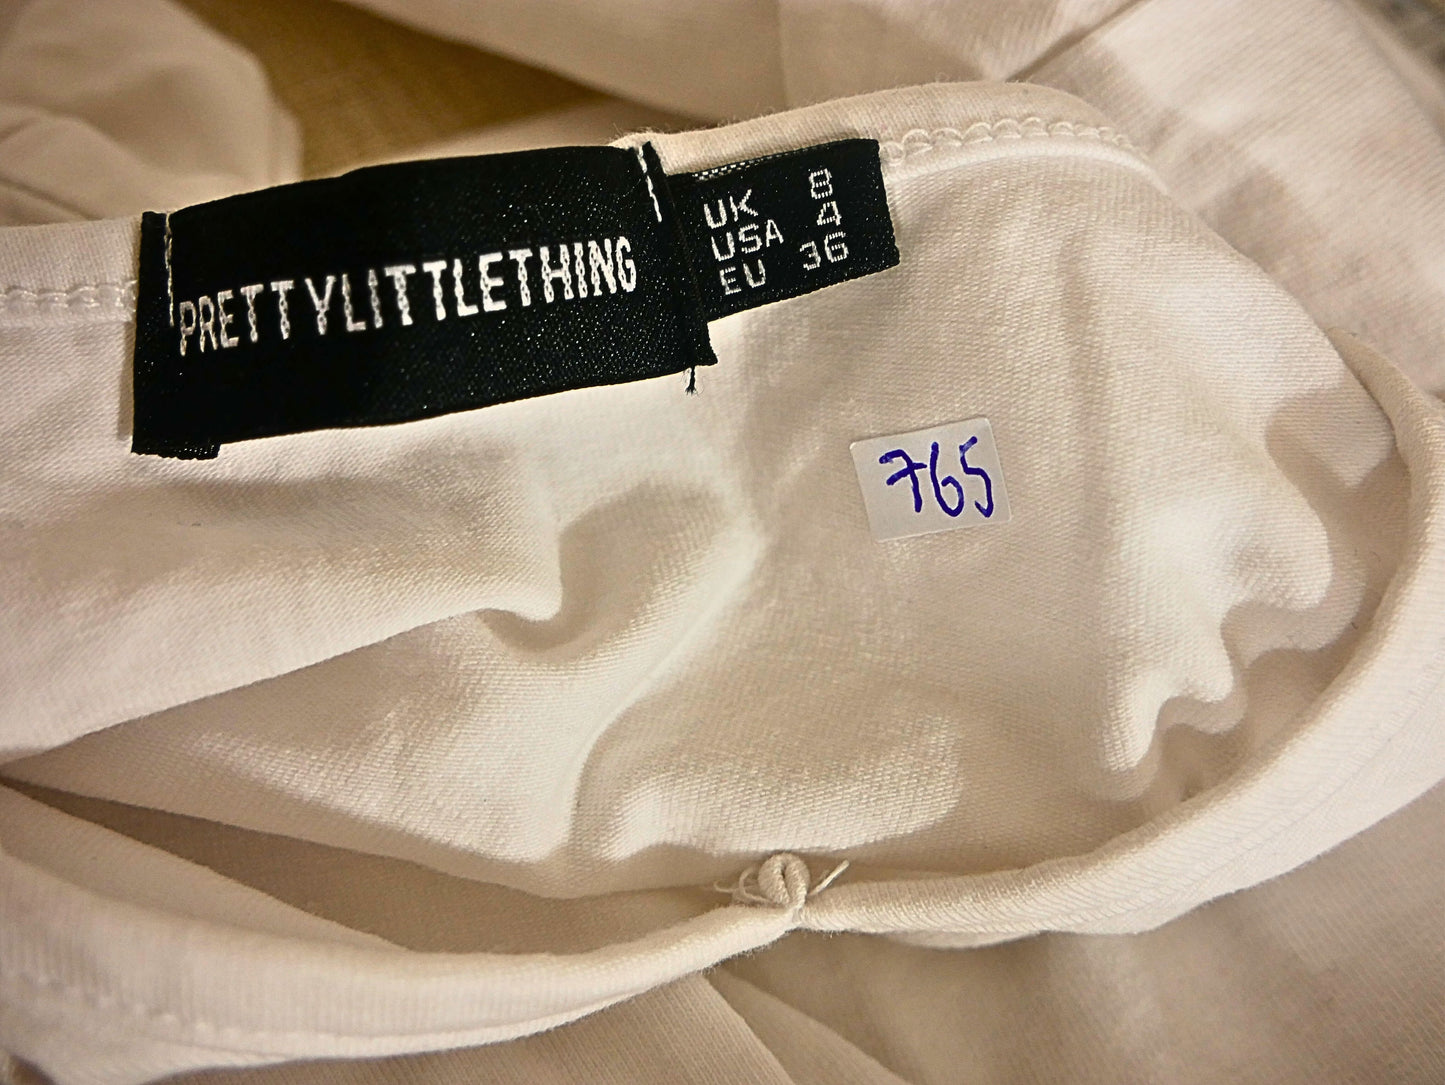 PRETTYLITTLETHING
UK 8
USA 4
EU 36
765